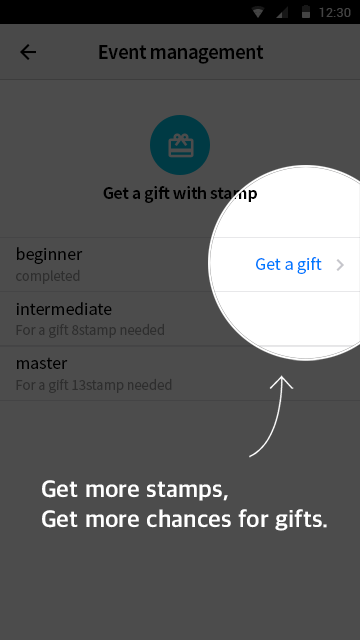 12:30
Event management
Get a gift with stamp
beginner
completed
Get a gift
intermediate
For a gift 8stamp needed
master
For a gift 13stamp needed
Get more stamps,
Get more chances for gifts.